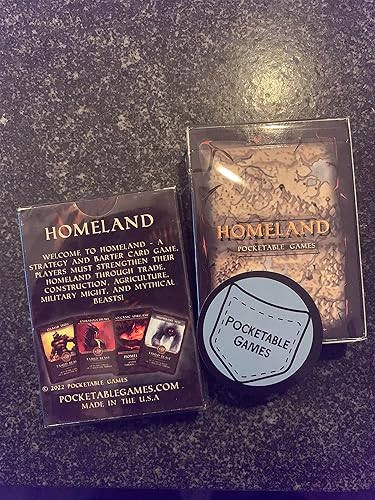 HOMELAND
WELCOME TO HOMELAND - A
STRATEGY AND BARTER CARD GAME.
PLAYERS MUST STRENGTHEN THEIR
HOMELAND THROUGH TRADE,
CONSTRUCTION, AGRICULTURE,
MILITARY MIGHT, AND MYTHICAL
BEASTS!
© 2022 POCKETABLE GAMES
POCKETABLEGAMES.COM
MADE IN THE U.S.A
HOMELAND
POCKETABLE GAMES
POCKETABLE
GAMES